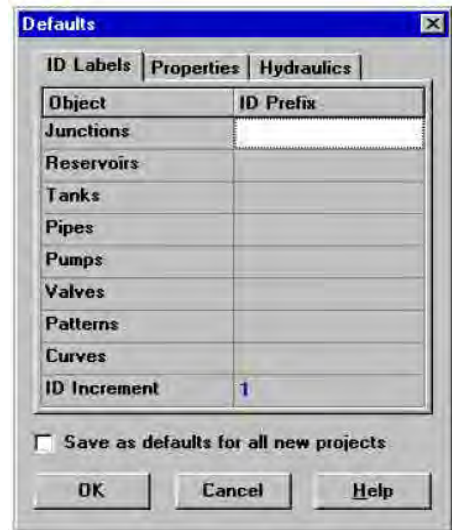 Defaults
ID Labels Properties Hydraulics
Object ID Prefix
Junctions
Reservoirs
Tanks
Pipes
Pumps
Valves
Patterns
Curves
ID Increment 1
Save as defaults for all new projects
OK Cancel Help